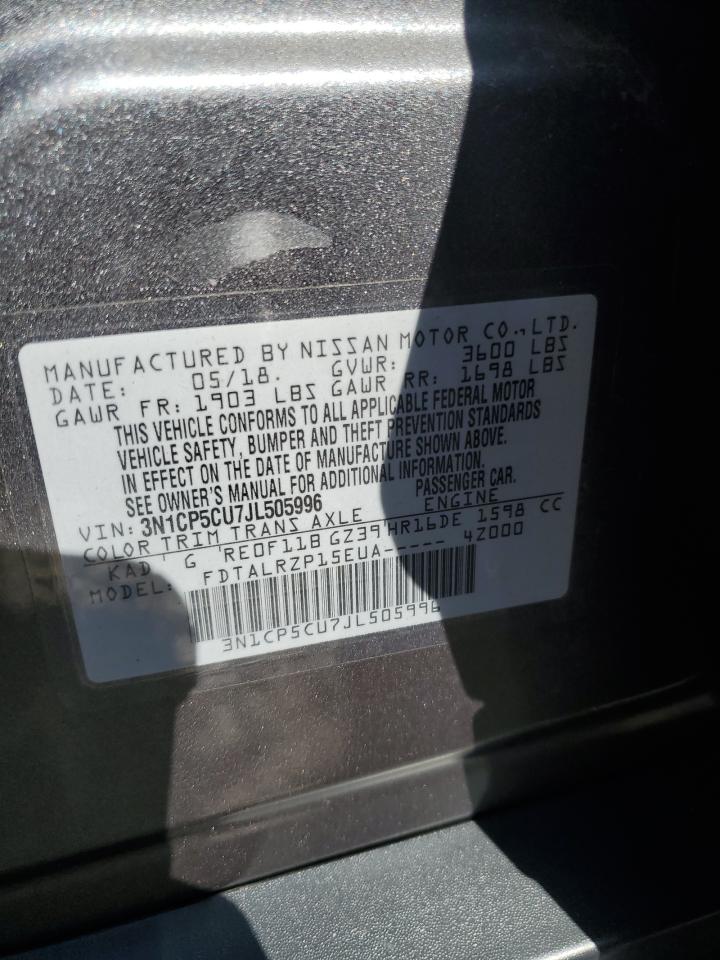 MANUFACTURED BY NISSAN MOTOR CO., LTD.
DATE: 05/18. GVWR: 3600 LBS
GAWR FR: 1903 LBS GAWR RR: 1698 LBS
THIS VEHICLE CONFORMS TO ALL APPLICABLE FEDERAL MOTOR
VEHICLE SAFETY, BUMPER AND THEFT PREVENTION STANDARDS
IN EFFECT ON THE DATE OF MANUFACTURE SHOWN ABOVE.
SEE OWNER'S MANUAL FOR ADDITIONAL INFORMATION.
VIN: 3N1CP5CU7JL505996 PASSENGER CAR.
COLOR TRIM TRANS AXLE ENGINE
KAD G RE0F11B GZ39 HR16DE 1598 CC
MODEL: FDTALRZP15EUA----- 42000
3N1CP5CU7JL505996